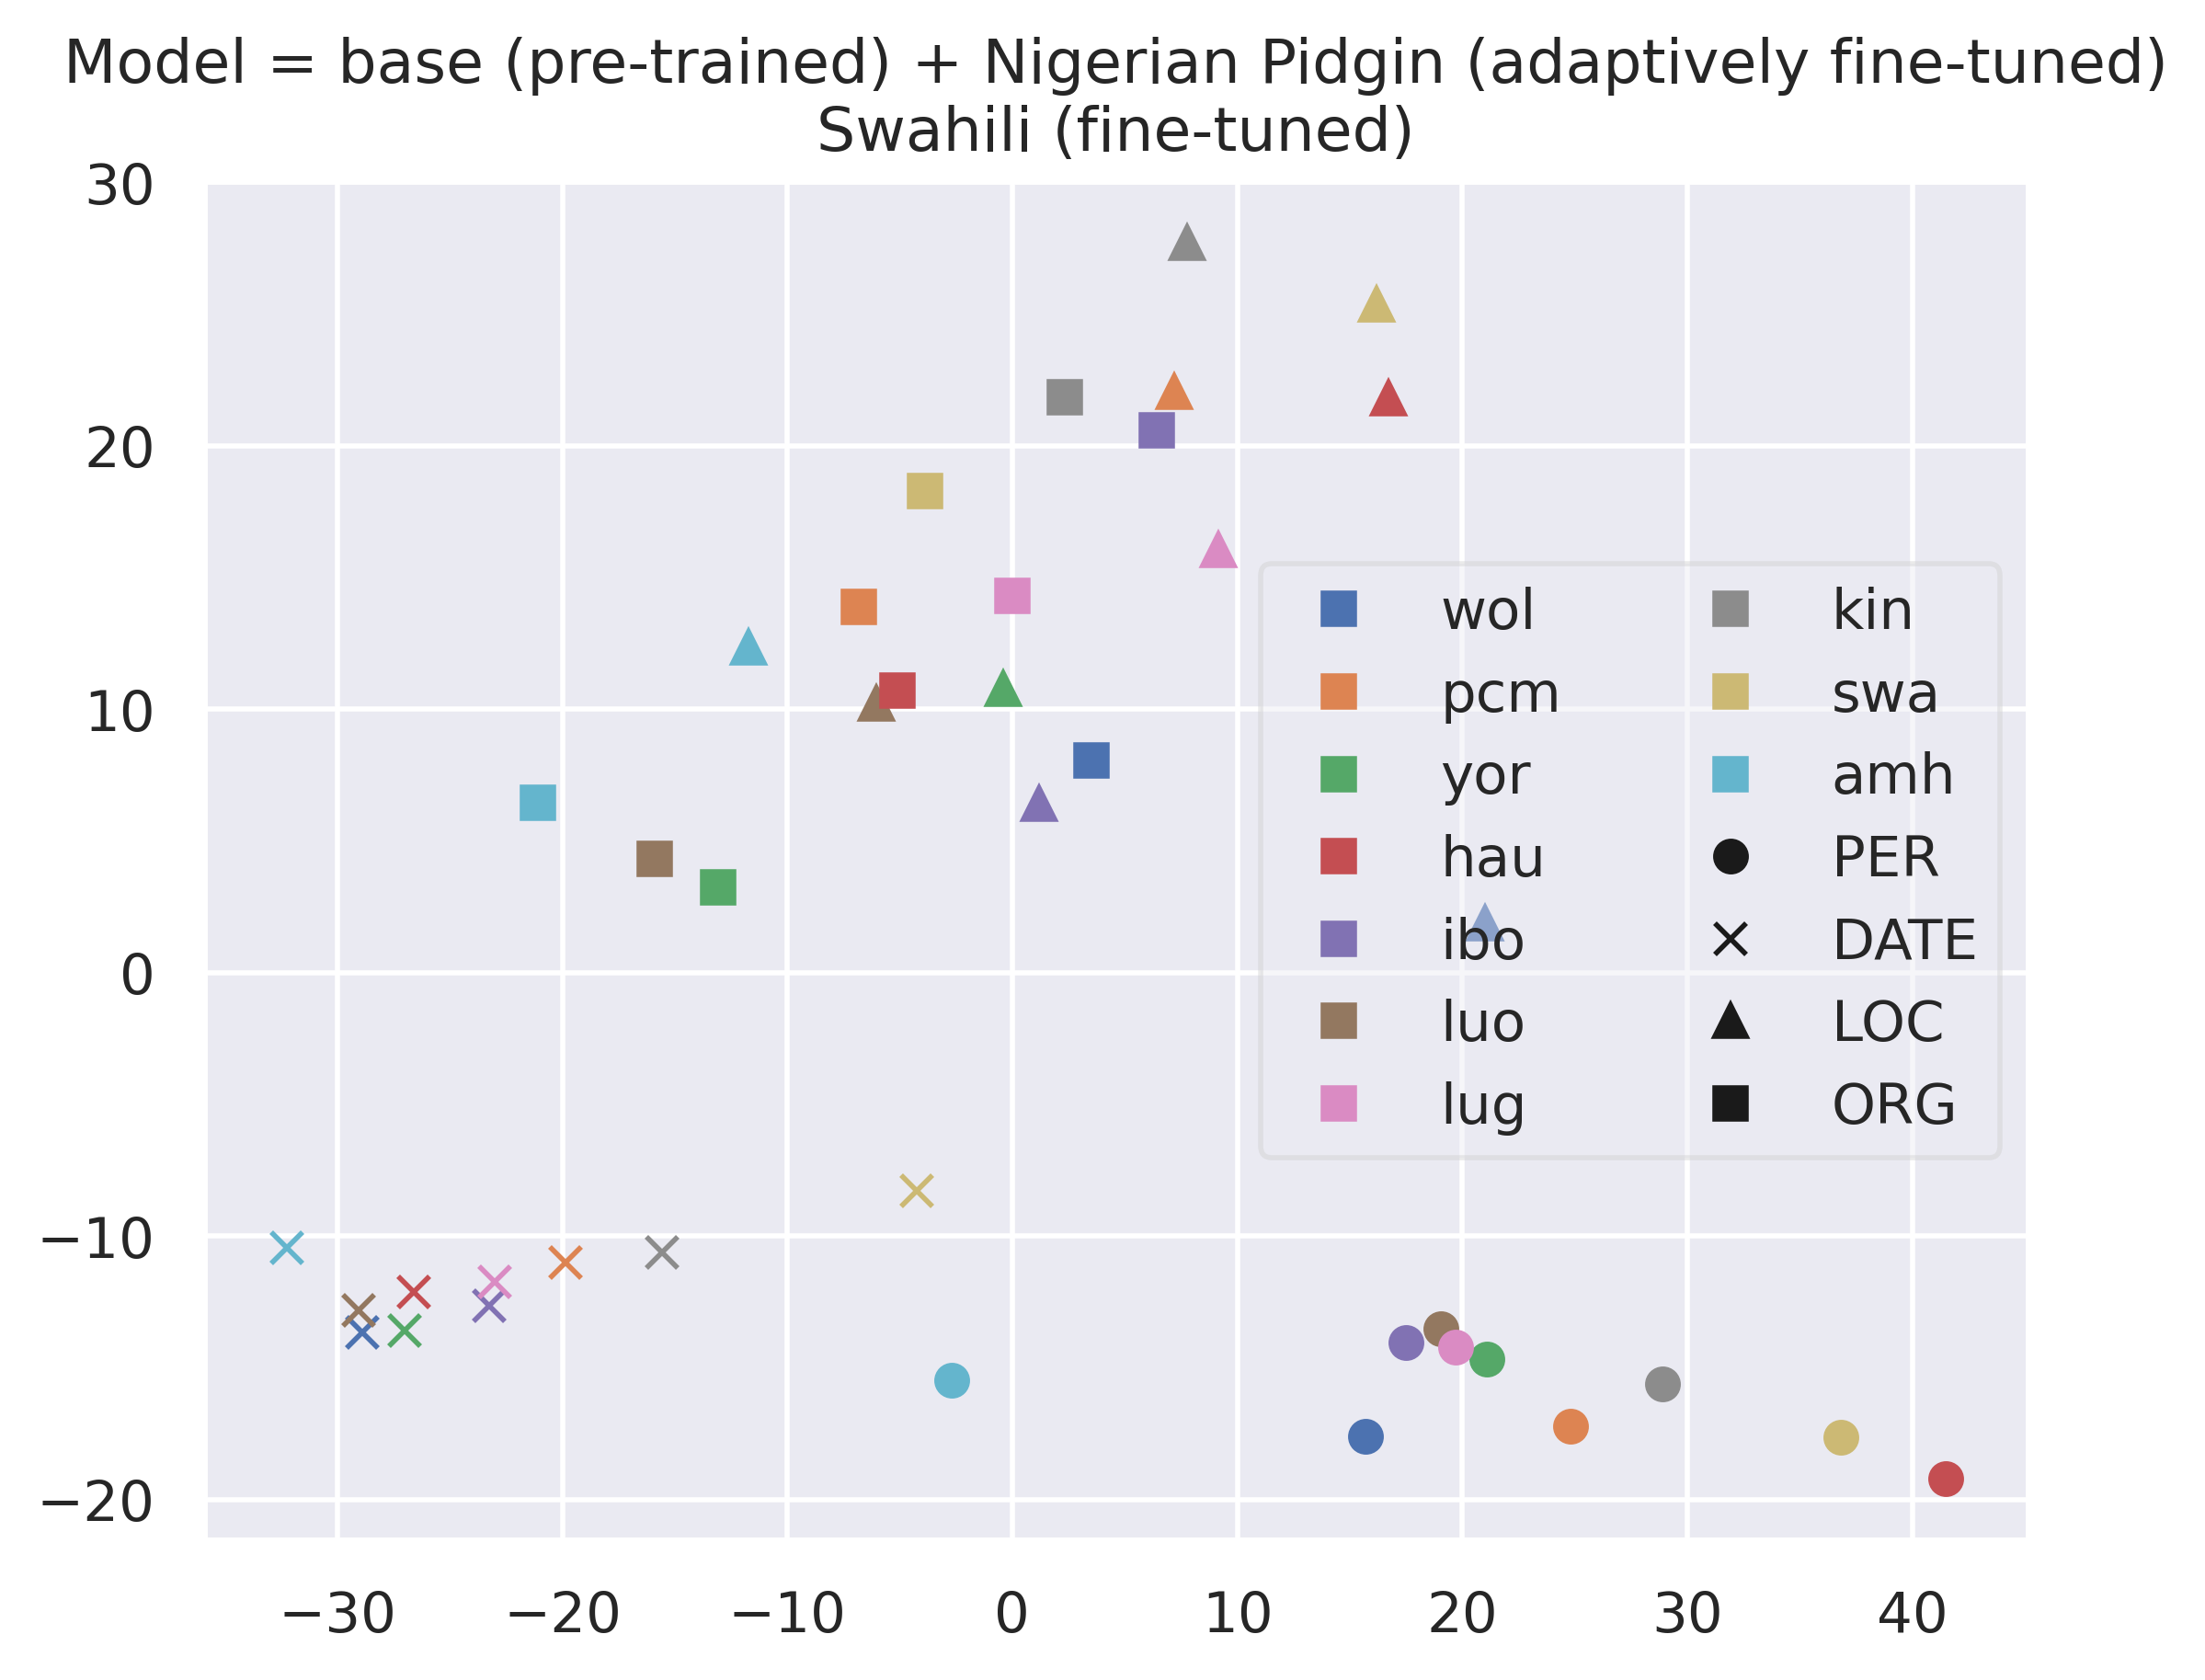 Model = base (pre-trained) + Nigerian Pidgin (adaptively fine-tuned)
Swahili (fine-tuned)
30
20
10
0
−10
−20
−30
−20
−10
0
10
20
30
40
wol
pcm
yor
hau
ibo
luo
lug
kin
swa
amh
PER
DATE
LOC
ORG